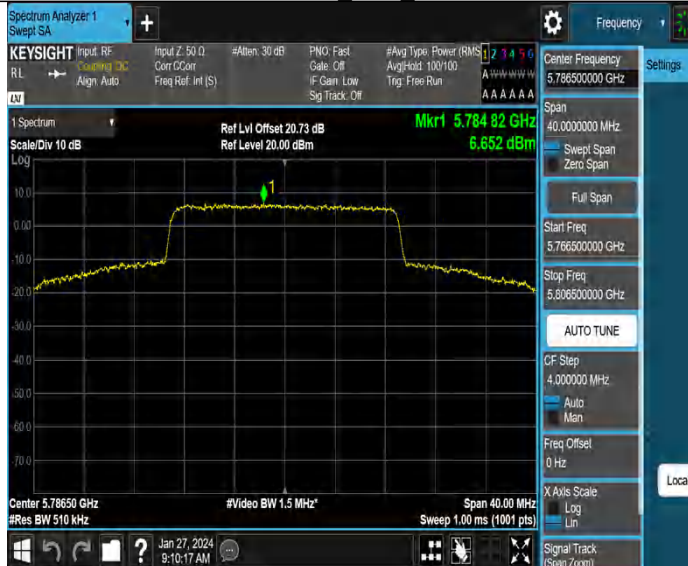 Spectrum Analyzer 1
Swept SA
+
Frequency
KEYSIGHT
RL
Input: RF
Coupling: DC
Align: Auto
Input Z: 50 Ω
Corr CCorr
Freq Ref: Int (S)
#Atten: 30 dB
PNO: Fast
Gate: Off
IF Gain: Low
Sig Track: Off
#Avg Type: Power (RMS
Avg|Hold: 100/100
Trig: Free Run
1 2 3 4 5 6
A W W W W W
A A A A A A
1 Spectrum
Scale/Div 10 dB
Ref Lvl Offset 20.73 dB
Ref Level 20.00 dBm
Mkr1 5.784 82 GHz
6.652 dBm
Log
10.0
0.00
-10.0
-20.0
-30.0
-40.0
-50.0
-60.0
-70.0
1
Center 5.78650 GHz
#Res BW 510 kHz
#Video BW 1.5 MHz*
Span 40.00 MHz
Sweep 1.00 ms (1001 pts)
?
Jan 27, 2024
9:10:17 AM
Center Frequency
5.786500000 GHz
Span
40.0000000 MHz
Swept Span
Zero Span
Full Span
Start Freq
5.766500000 GHz
Stop Freq
5.806500000 GHz
AUTO TUNE
CF Step
4.000000 MHz
Auto
Man
Freq Offset
0 Hz
X Axis Scale
Log
Lin
Signal Track
(Span Zoom)
Settings
Loca